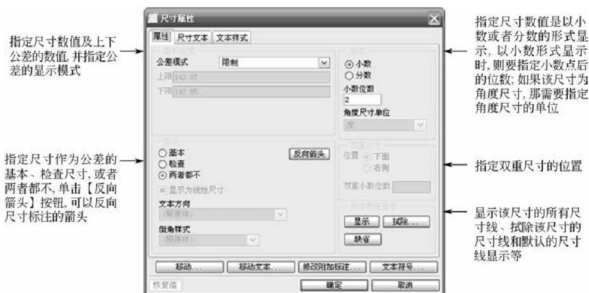 尺寸属性
属性 尺寸文本 文本样式
指定尺寸数值及上下
公差的数值,并指定公
差的显示模式
公差模式 限制
上限
下限
小数
分数
小数位数
2
角度尺寸单位
度
指定尺寸数值是以小
数或者分数的形式显
示,以小数形式显示
时,则要指定小数点后
的位数;如果该尺寸为
角度尺寸,那需要指定
角度尺寸的单位
指定尺寸作为公差的
基本、检查尺寸,或者
两者都不,单击【反向
箭头】按钮,可以反向
尺寸标注的箭头
基本
检查
两者都不
反向箭头
显示为线性尺寸
文本方向
倒角样式
双重尺寸
位置 下面
右侧
双重小数位数
指定双重尺寸的位置
显示 拭除...
缺省
显示该尺寸的所有尺
寸线、拭除该尺寸的
尺寸线和默认的尺寸
线显示等
移动... 移动文本... 修改附加标注... 文本符号...
恢复值 确定 取消